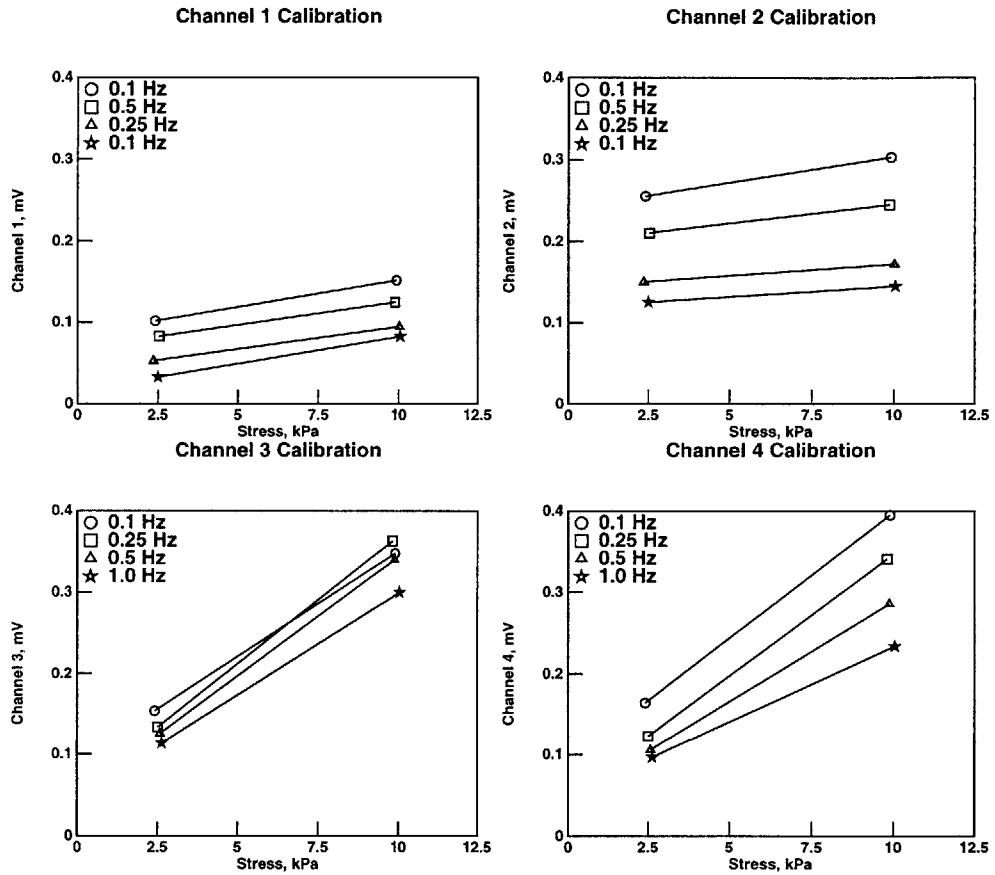 Channel 1 Calibration
0.4
0.3
0.2
0.1
0
Channel 1, mV
0.1 Hz
0.5 Hz
0.25 Hz
0.1 Hz
0 2.5 5 7.5 10 12.5
Stress, kPa
Channel 2 Calibration
0.4
0.3
0.2
0.1
0
Channel 2, mV
0.1 Hz
0.5 Hz
0.25 Hz
0.1 Hz
0 2.5 5 7.5 10 12.5
Stress, kPa
Channel 3 Calibration
0.4
0.3
0.2
0.1
0
Channel 3, mV
0.1 Hz
0.25 Hz
0.5 Hz
1.0 Hz
0 2.5 5 7.5 10 12.5
Stress, kPa
Channel 4 Calibration
0.4
0.3
0.2
0.1
0
Channel 4, mV
0.1 Hz
0.25 Hz
0.5 Hz
1.0 Hz
0 2.5 5 7.5 10 12.5
Stress, kPa